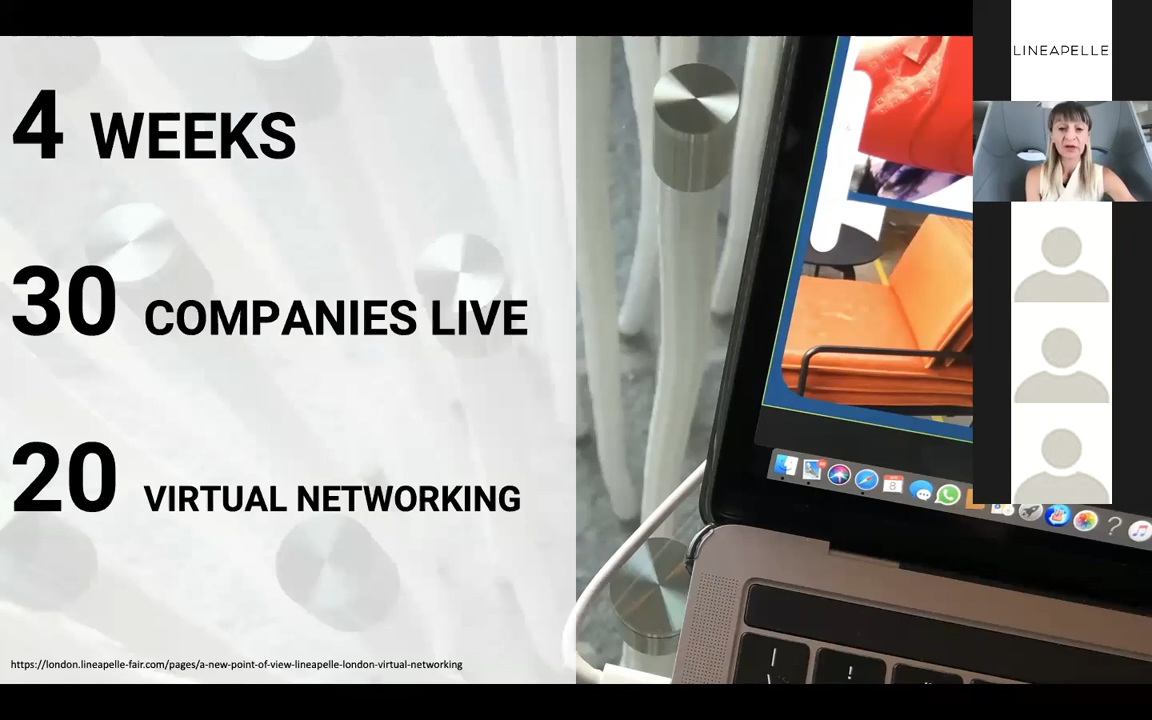 4 WEEKS
30 COMPANIES LIVE
20 VIRTUAL NETWORKING
https://london.lineapelle-fair.com/pages/a-new-point-of-view-lineapelle-london-virtual-networking
LINEAPELLE
8
?
!